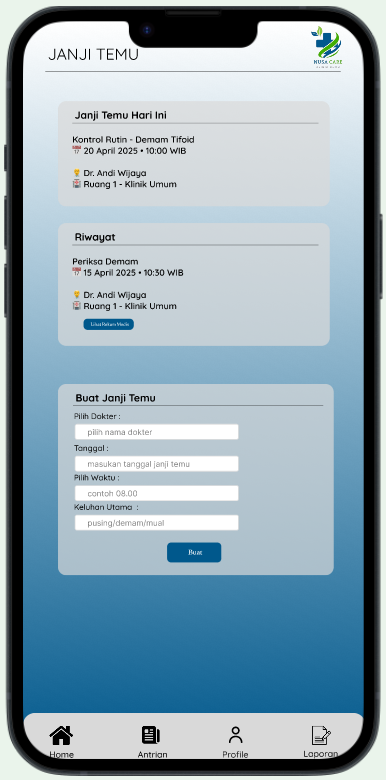 JANJI TEMU
NUSA CARE
Janji Temu Hari Ini
Kontrol Rutin - Demam Tifoid
20 April 2025 • 10:00 WIB
Dr. Andi Wijaya
Ruang 1 - Klinik Umum
Riwayat
Periksa Demam
15 April 2025 • 10:30 WIB
Dr. Andi Wijaya
Ruang 1 - Klinik Umum
Lihat Rekam Medis
Buat Janji Temu
Pilih Dokter :
pilih nama dokter
Tanggal :
masukan tanggal janji temu
Pilih Waktu :
contoh 08.00
Keluhan Utama :
pusing/demam/mual
Buat
Home Antrian Profile Laporan